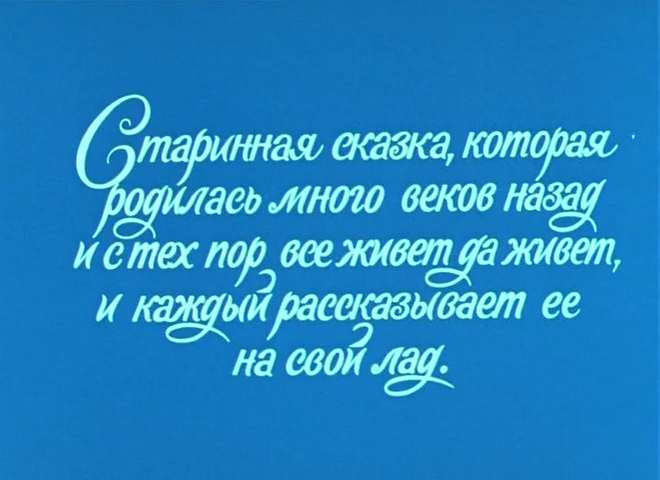 Старинная сказка, которая
родилась много веков назад
и с тех пор все живет да живет,
и каждый рассказывает ее
на свой лад.